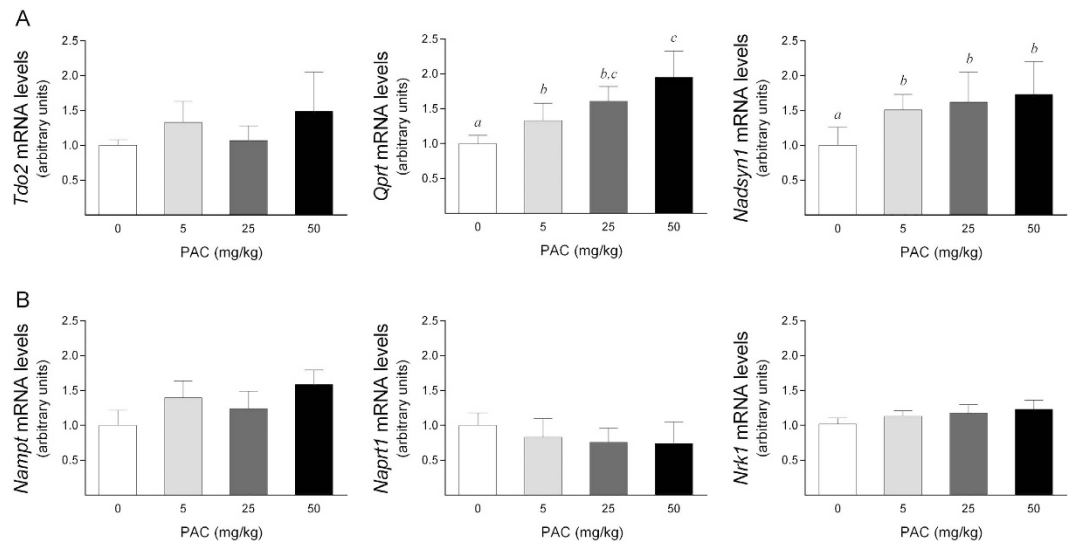 A
Tdo2 mRNA levels
(arbitrary units)
2.5
2.0
1.5
1.0
0.5
0 5 25 50
PAC (mg/kg)
Qprt mRNA levels
(arbitrary units)
2.5
2.0
1.5
1.0
0.5
a
b
b,c
c
0 5 25 50
PAC (mg/kg)
Nadsyn1 mRNA levels
(arbitrary units)
2.5
2.0
1.5
1.0
0.5
a
b
b
b
0 5 25 50
PAC (mg/kg)
B
Nampt mRNA levels
(arbitrary units)
2.5
2.0
1.5
1.0
0.5
0 5 25 50
PAC (mg/kg)
Naprt1 mRNA levels
(arbitrary units)
2.5
2.0
1.5
1.0
0.5
0 5 25 50
PAC (mg/kg)
Nrk1 mRNA levels
(arbitrary units)
2.5
2.0
1.5
1.0
0.5
0 5 25 50
PAC (mg/kg)